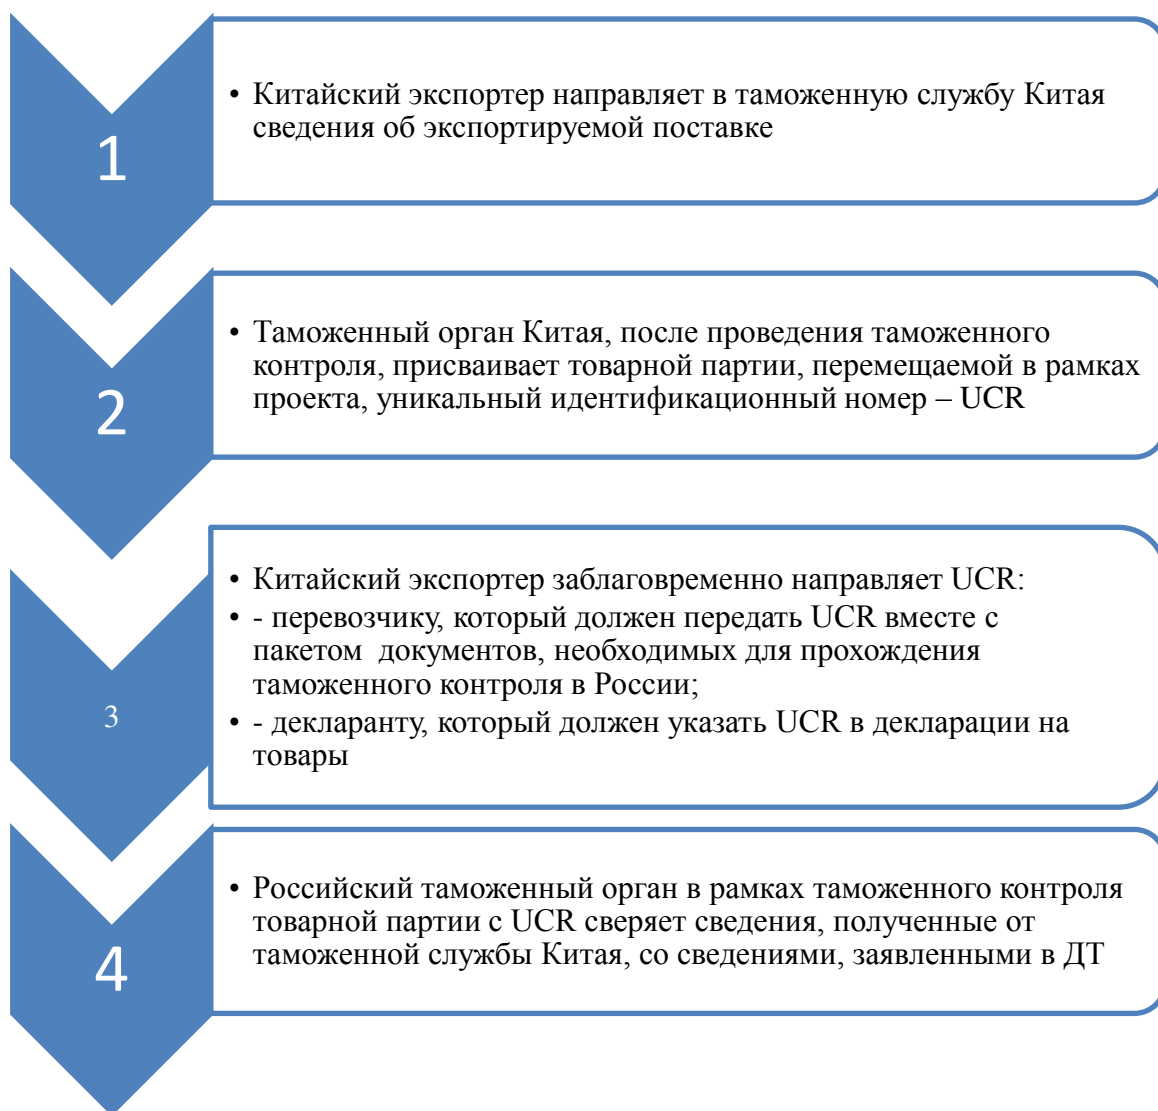 1
• Китайский экспортер направляет в таможенную службу Китая
сведения об экспортируемой поставке
2
• Таможенный орган Китая, после проведения таможенного
контроля, присваивает товарной партии, перемещаемой в рамках
проекта, уникальный идентификационный номер – UCR
3
• Китайский экспортер заблаговременно направляет UCR:
• - перевозчику, который должен передать UCR вместе с
пакетом документов, необходимых для прохождения
таможенного контроля в России;
• - декларанту, который должен указать UCR в декларации на
товары
4
• Российский таможенный орган в рамках таможенного контроля
товарной партии с UCR сверяет сведения, полученные от
таможенной службы Китая, со сведениями, заявленными в ДТ